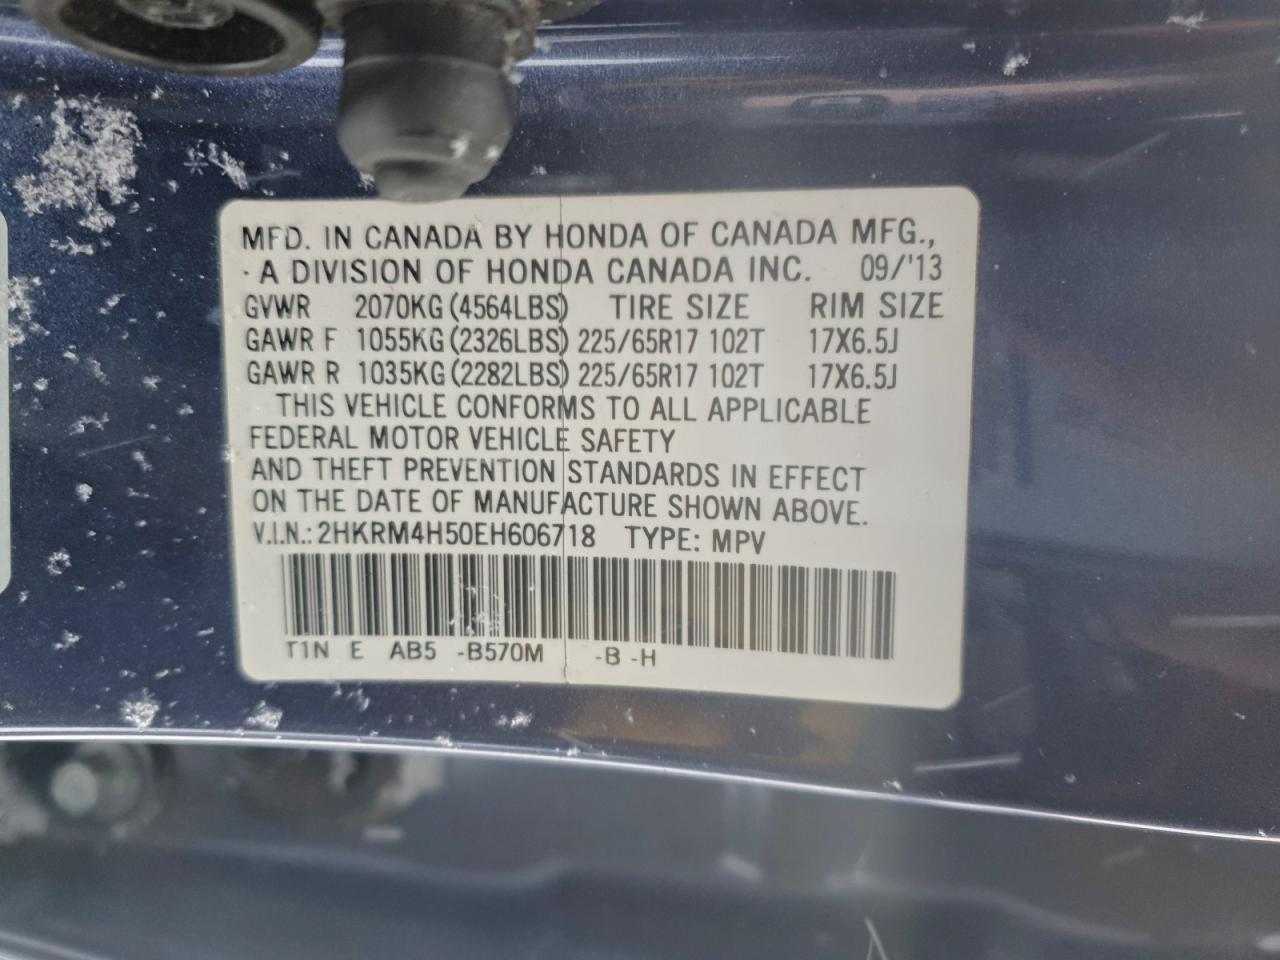 MFD. IN CANADA BY HONDA OF CANADA MFG.,
· A DIVISION OF HONDA CANADA INC. 09/'13
GVWR 2070KG (4564LBS) TIRE SIZE RIM SIZE
GAWR F 1055KG (2326LBS) 225/65R17 102T 17X6.5J
GAWR R 1035KG (2282LBS) 225/65R17 102T 17X6.5J
THIS VEHICLE CONFORMS TO ALL APPLICABLE
FEDERAL MOTOR VEHICLE SAFETY
AND THEFT PREVENTION STANDARDS IN EFFECT
ON THE DATE OF MANUFACTURE SHOWN ABOVE.
V.I.N.: 2HKRM4H50EH606718 TYPE: MPV
T1N E AB5 -B570M -B -H